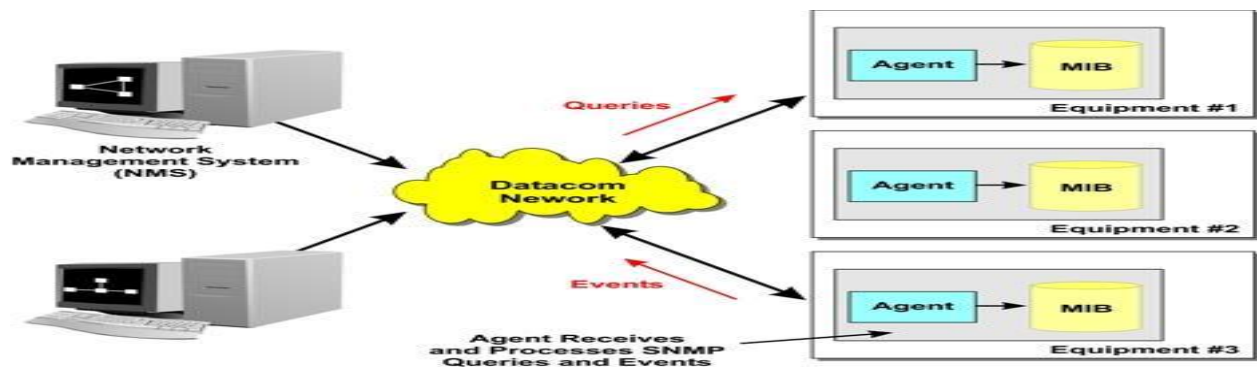 Network
Management System
(NMS)
Queries
Datacom
Nework
Events
Agent Receives
and Processes SNMP
Queries and Events
Agent
MIB
Equipment #1
Agent
MIB
Equipment #2
Agent
MIB
Equipment #3